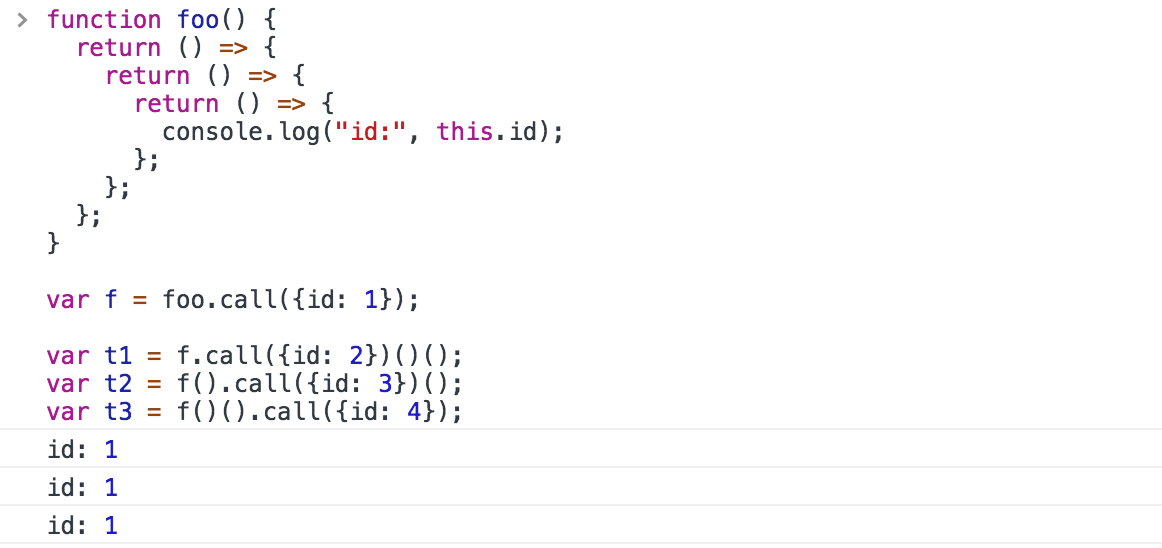 > function foo() {
  return () => {
    return () => {
      return () => {
        console.log("id:", this.id);
      };
    };
  };
}

var f = foo.call({id: 1});

var t1 = f.call({id: 2})()();
var t2 = f().call({id: 3})();
var t3 = f()().call({id: 4});
id: 1
id: 1
id: 1